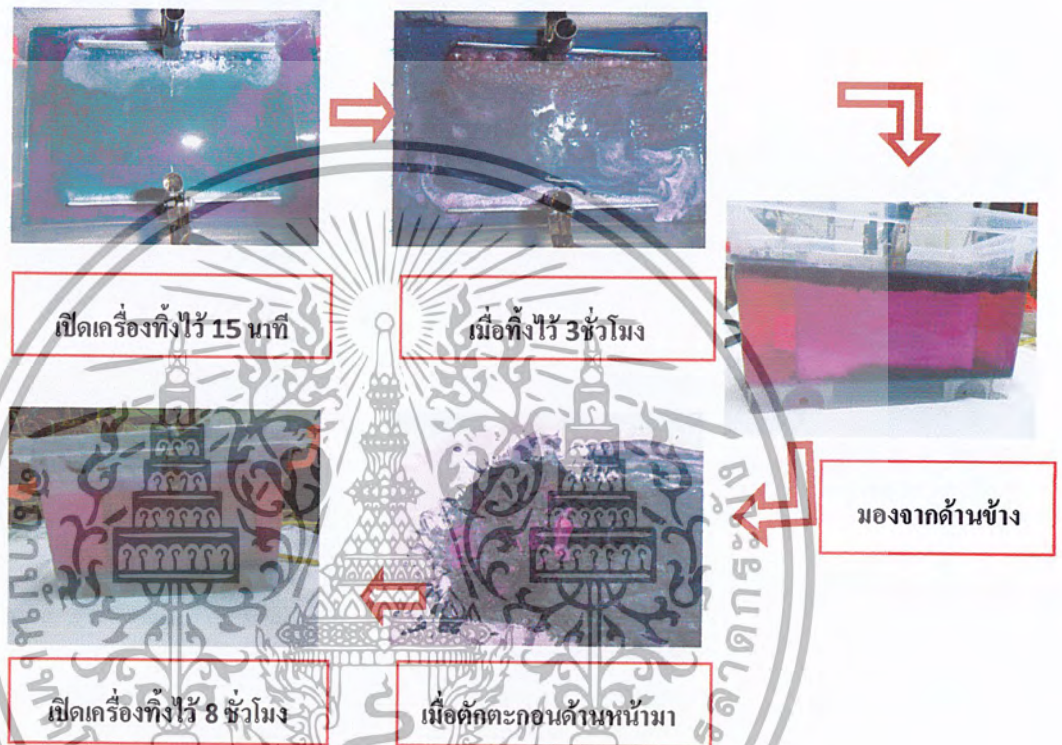 เปิดเครื่องทิ้งไว้ 15 นาที
เมื่อทิ้งไว้ 3ชั่วโมง
มองจากด้านข้าง
เมื่อตักตะกอนด้านหน้ามา
เปิดเครื่องทิ้งไว้ 8 ชั่วโมง